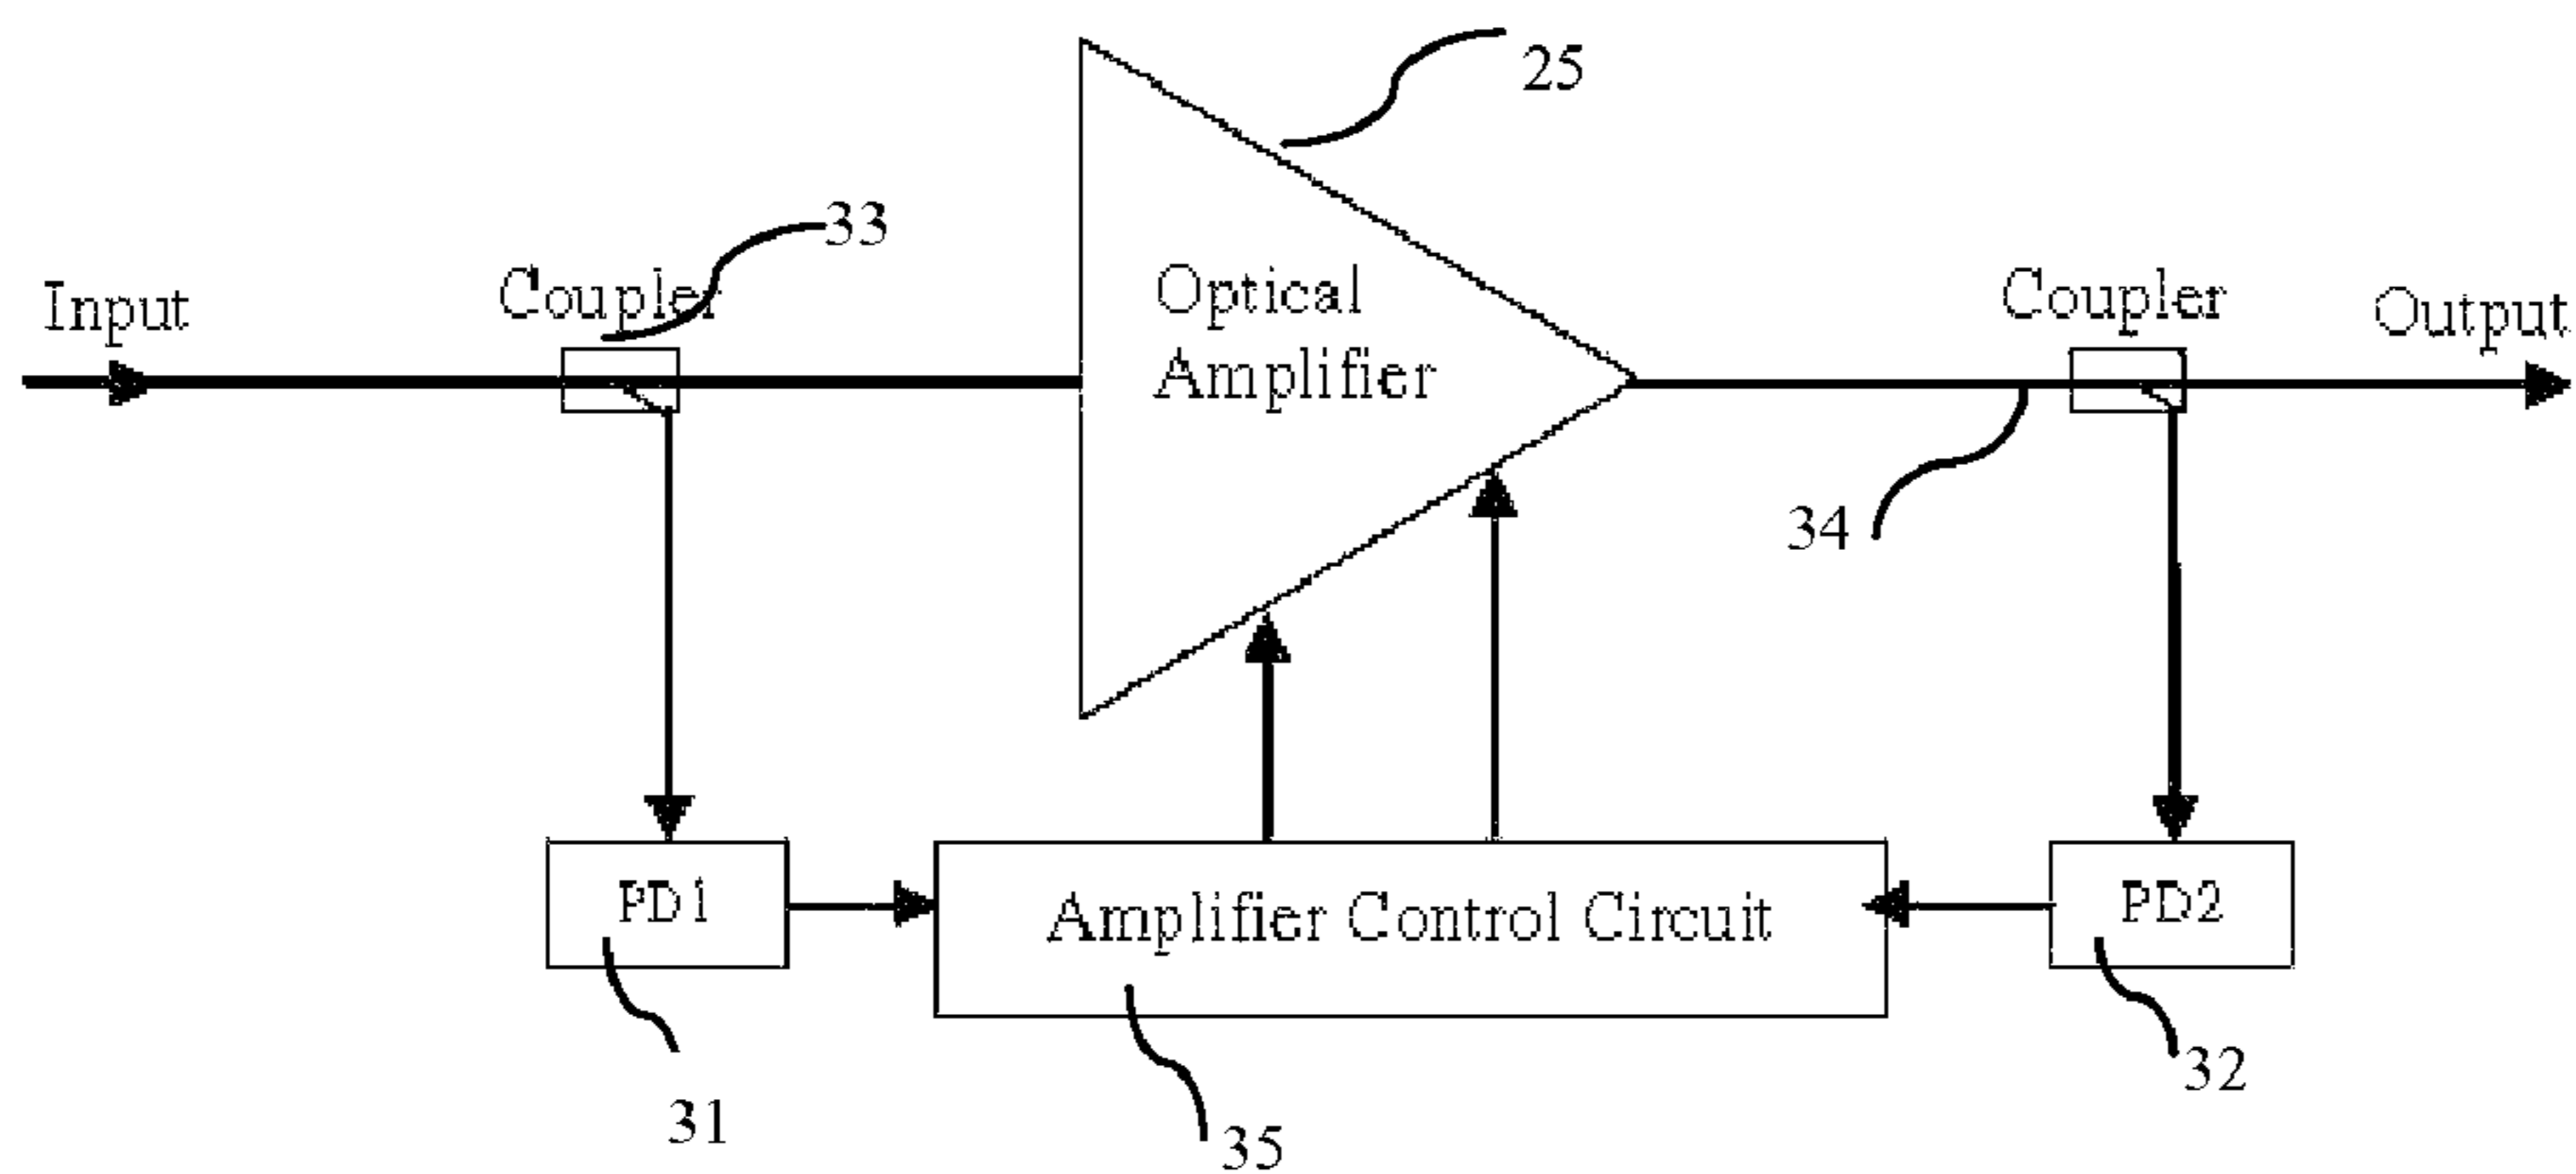 25
33
Input
Coupler
Optical
Amplifier
Coupler
Output
34
PD1
Amplifier Control Circuit
PD2
31
35
32